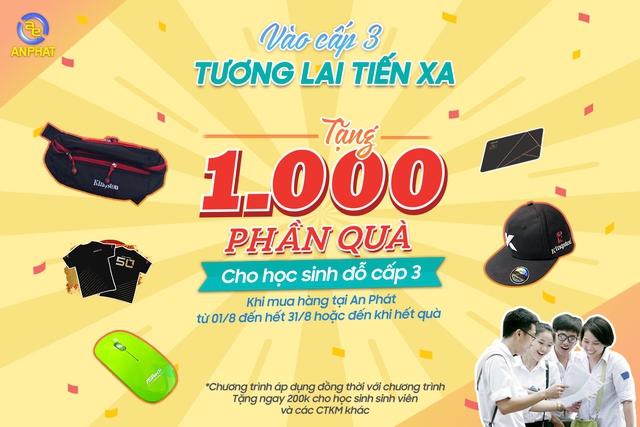 ANPHAT
Vào cấp 3
TƯƠNG LAI TIẾN XA
Tặng
1.000
PHẦN QUÀ
Cho học sinh đỗ cấp 3
Khi mua hàng tại An Phát
từ 01/8 đến hết 31/8 hoặc đến khi hết quà
Kingston
50
K
Kingston
*Chương trình áp dụng đồng thời với chương trình
Tặng ngay 200k cho học sinh sinh viên
và các CTKM khác